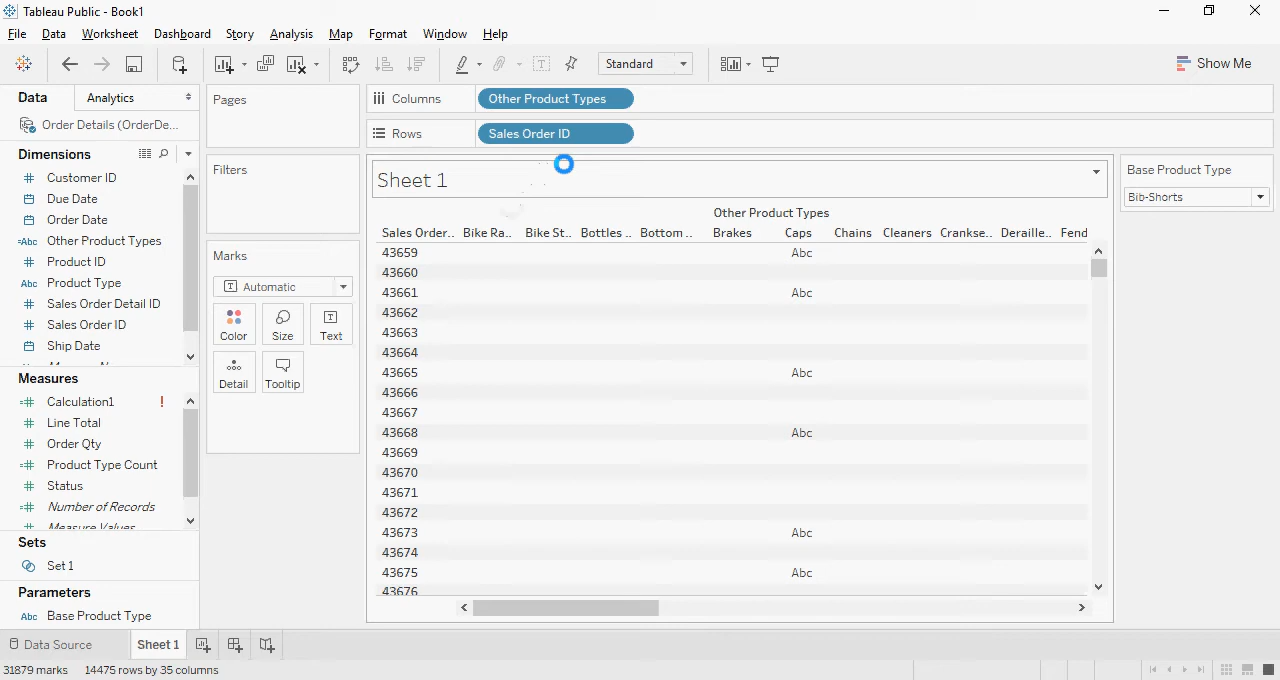 Tableau Public - Book1
File Data Worksheet Dashboard Story Analysis Map Format Window Help
Standard Show Me
Data Analytics
Order Details (OrderDe...
Dimensions
Customer ID
Due Date
Order Date
=Abc Other Product Types
Product ID
Abc Product Type
Sales Order Detail ID
Sales Order ID
Ship Date
Measures
Calculation1 !
Line Total
Order Qty
Product Type Count
Status
Number of Records
Measure Values
Sets
Set 1
Parameters
Abc Base Product Type
Pages
Filters
Marks
Automatic
Color Size Text
Detail Tooltip
Columns Other Product Types
Rows Sales Order ID
Sheet 1
Other Product Types
Sales Order.. Bike Ra.. Bike St.. Bottles .. Bottom .. Brakes Caps Chains Cleaners Crankse.. Deraille.. Fend
43659 Abc
43660
43661 Abc
43662
43663
43664
43665 Abc
43666
43667
43668 Abc
43669
43670
43671
43672
43673 Abc
43674
43675 Abc
43676
Base Product Type
Bib-Shorts
Data Source Sheet 1
31879 marks 14475 rows by 35 columns